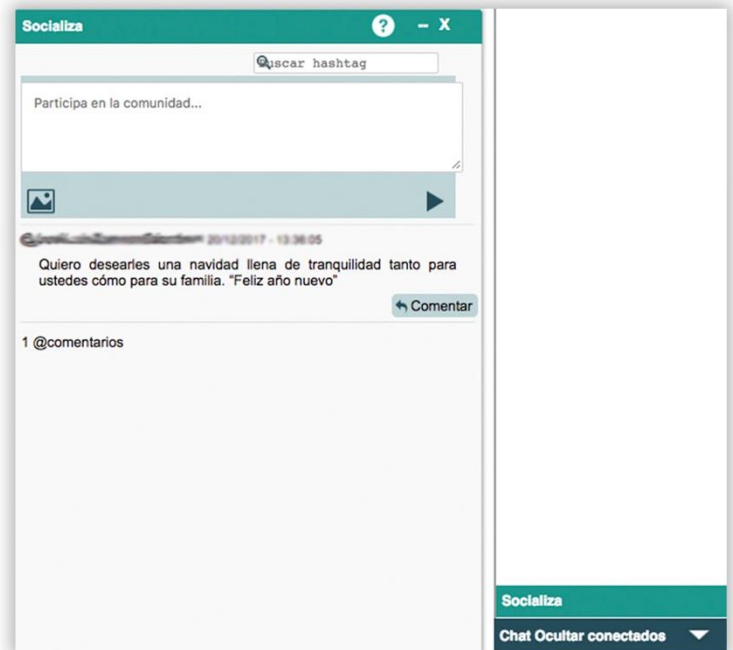 Socializa
? – X
Buscar hashtag
Participa en la comunidad...
20/12/2017 - 13:36:05
Quiero desearles una navidad llena de tranquilidad tanto para
ustedes cómo para su familia. “Feliz año nuevo”
Comentar
1 @comentarios
Socializa
Chat Ocultar conectados